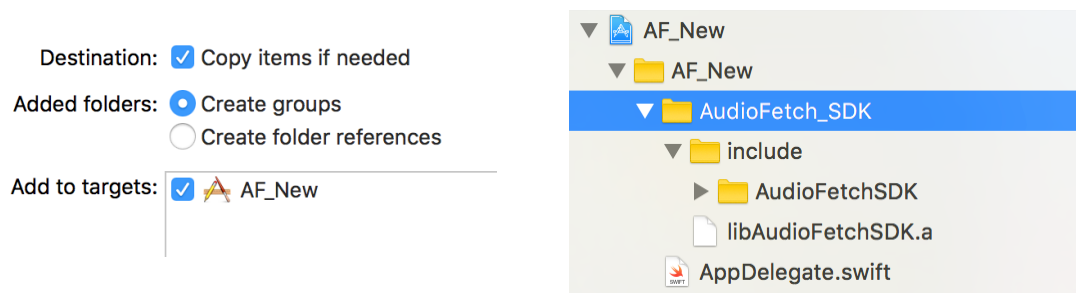 Destination: Copy items if needed
Added folders: Create groups
Create folder references
Add to targets: AF_New
AF_New
AF_New
AudioFetch_SDK
include
AudioFetchSDK
libAudioFetchSDK.a
SWIFT AppDelegate.swift